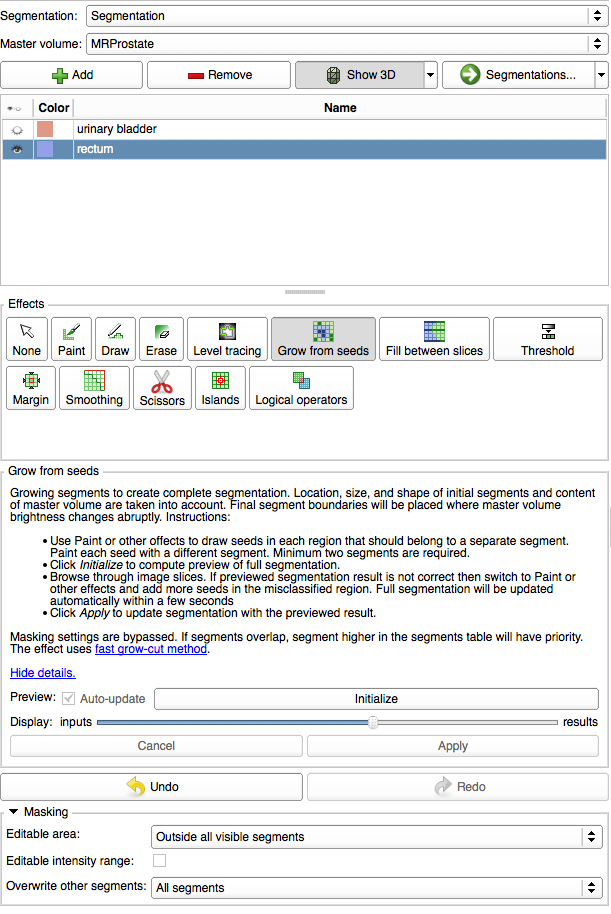 Segmentation: Segmentation
Master volume: MRProstate
Add Remove Show 3D Segmentations...
Color Name
urinary bladder
rectum
Effects
None Paint Draw Erase Level tracing Grow from seeds Fill between slices Threshold
Margin Smoothing Scissors Islands Logical operators
Grow from seeds
Growing segments to create complete segmentation. Location, size, and shape of initial segments and content
of master volume are taken into account. Final segment boundaries will be placed where master volume
brightness changes abruptly. Instructions:
• Use Paint or other offects to draw seeds in each region that should belong to a separate segment.
Paint each seed with a different segment. Minimum two segments are required.
• Click Initialize to compute preview of full segmentation.
• Browse through image slices. If previewed segmentation result is not correct then switch to Paint or
other effects and add more seeds in the misclassified region. Full segmentation will be updated
automatically within a few seconds
• Click Apply to update segmentation with the previewed result.
Masking settings are bypassed. If segments overlap, segment higher in the segments table will have priority.
The effect uses fast grow-cut method.
Hide details.
Preview: Auto-update Initialize
Display: inputs results
Cancel Apply
Undo Redo
Masking
Editable area: Outside all visible segments
Editable intensity range:
Overwrite other segments: All segments